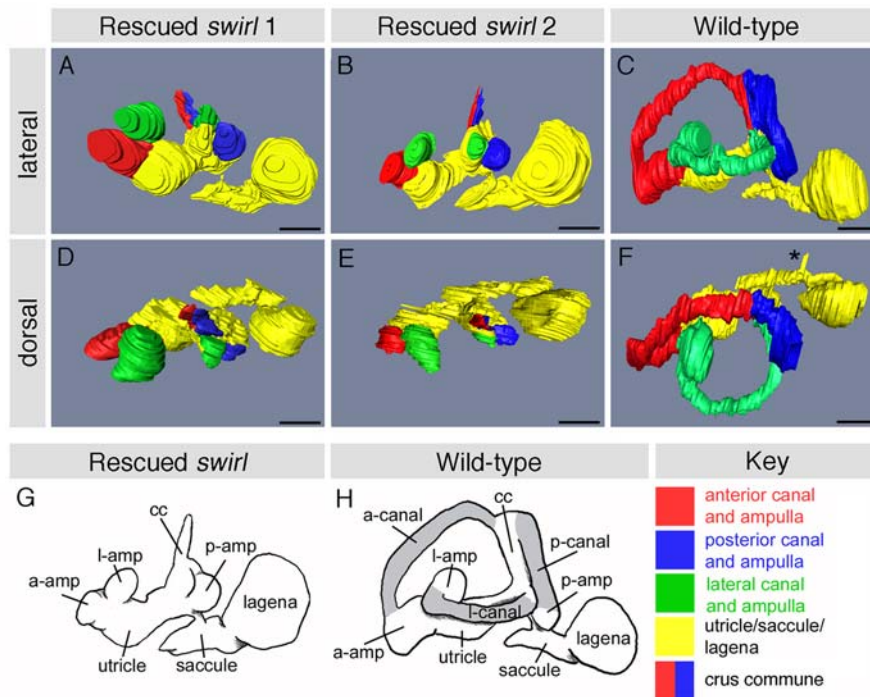 Rescued swirl 1
Rescued swirl 2
Wild-type
lateral
A
B
C
dorsal
D
E
F
*
Rescued swirl
Wild-type
Key
G
cc
l-amp
p-amp
a-amp
lagena
utricle
saccule
H
cc
a-canal
l-amp
p-canal
p-amp
l-canal
lagena
a-amp
utricle
saccule
anterior canal
and ampulla
posterior canal
and ampulla
lateral canal
and ampulla
utricle/saccule/
lagena
crus commune